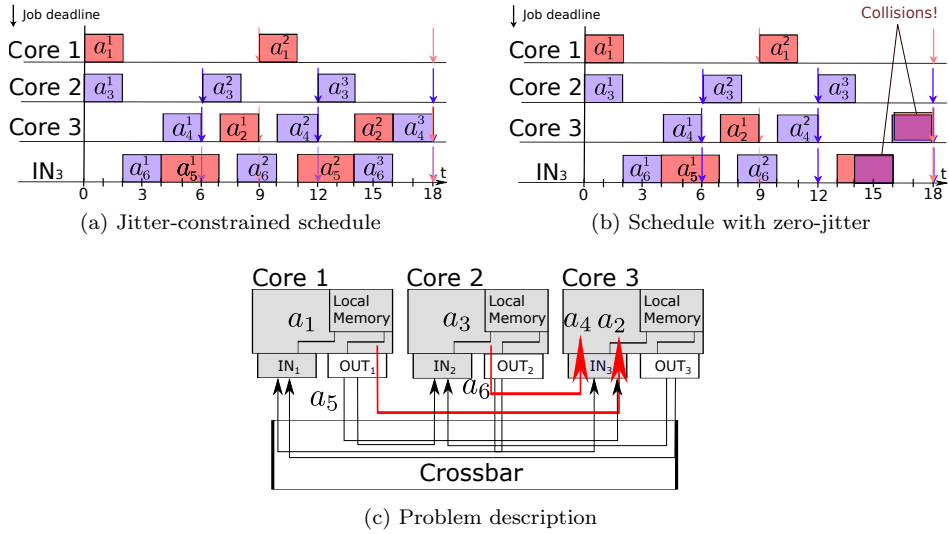 Job deadline
Core 1 a₁¹ a₁²
Core 2 a₃¹ a₃² a₃³
Core 3 a₄¹ a₂¹ a₄² a₂² a₄³
IN₃ a₆¹ a₅¹ a₆² a₅² a₆³ t
0 3 6 9 12 15 18
(a) Jitter-constrained schedule
Job deadline Collisions!
Core 1 a₁¹ a₁²
Core 2 a₃¹ a₃² a₃³
Core 3 a₄¹ a₂¹ a₄²
IN₃ a₆¹ a₅¹ a₆² t
0 3 6 9 12 15 18
(b) Schedule with zero-jitter
Core 1 Core 2 Core 3
Local Memory
Local Memory
Local Memory
a₁ a₃ a₄ a₂
IN₁ OUT₁ IN₂ OUT₂ IN₃ OUT₃
a₅ a₆
Crossbar
(c) Problem description